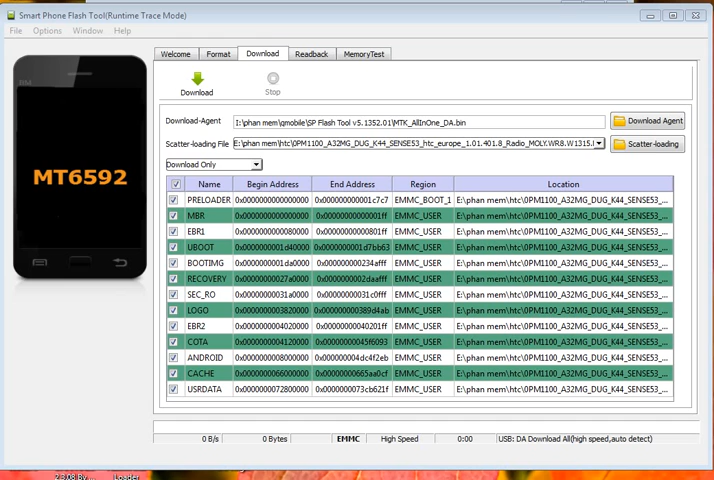 Smart Phone Flash Tool(Runtime Trace Mode)
File Options Window Help
Welcome Format Download Readback MemoryTest
Download Stop
Download-Agent I:\phan mem\qmobile\SP Flash Tool v5.1352.01\MTK_AllInOne_DA.bin Download Agent
Scatter-loading File E:\phan mem\htc\0PM1100_A32MG_DUG_K44_SENSE53_htc_europe_1.01.401.8_Radio_MOLY.WR8.W1315. Scatter-loading
Download Only
Name Begin Address End Address Region Location
PRELOADER 0x0000000000000000 0x000000000001c7c7 EMMC_BOOT_1 E:\phan mem\htc\0PM1100_A32MG_DUG_K44_SENSE53_...
MBR 0x0000000000000000 0x00000000000001ff EMMC_USER E:\phan mem\htc\0PM1100_A32MG_DUG_K44_SENSE53_...
EBR1 0x0000000000080000 0x00000000000801ff EMMC_USER E:\phan mem\htc\0PM1100_A32MG_DUG_K44_SENSE53_...
UBOOT 0x0000000001d40000 0x0000000001d7bb63 EMMC_USER E:\phan mem\htc\0PM1100_A32MG_DUG_K44_SENSE53_...
BOOTIMG 0x0000000001da0000 0x000000000234afff EMMC_USER E:\phan mem\htc\0PM1100_A32MG_DUG_K44_SENSE53_...
RECOVERY 0x00000000027a0000 0x0000000002daafff EMMC_USER E:\phan mem\htc\0PM1100_A32MG_DUG_K44_SENSE53_...
SEC_RO 0x00000000031a0000 0x00000000031c0fff EMMC_USER E:\phan mem\htc\0PM1100_A32MG_DUG_K44_SENSE53_...
LOGO 0x0000000003820000 0x000000000389d4ab EMMC_USER E:\phan mem\htc\0PM1100_A32MG_DUG_K44_SENSE53_...
EBR2 0x0000000004020000 0x00000000040201ff EMMC_USER E:\phan mem\htc\0PM1100_A32MG_DUG_K44_SENSE53_...
COTA 0x0000000004120000 0x00000000045f6093 EMMC_USER E:\phan mem\htc\0PM1100_A32MG_DUG_K44_SENSE53_...
ANDROID 0x0000000008000000 0x000000004dc4f2eb EMMC_USER E:\phan mem\htc\0PM1100_A32MG_DUG_K44_SENSE53_...
CACHE 0x0000000066000000 0x00000000665aa0cf EMMC_USER E:\phan mem\htc\0PM1100_A32MG_DUG_K44_SENSE53_...
USRDATA 0x0000000072800000 0x0000000073cb621f EMMC_USER E:\phan mem\htc\0PM1100_A32MG_DUG_K44_SENSE53_...
MT6592
0 B/s 0 Bytes EMMC High Speed 0:00 USB: DA Download All(high speed,auto detect)